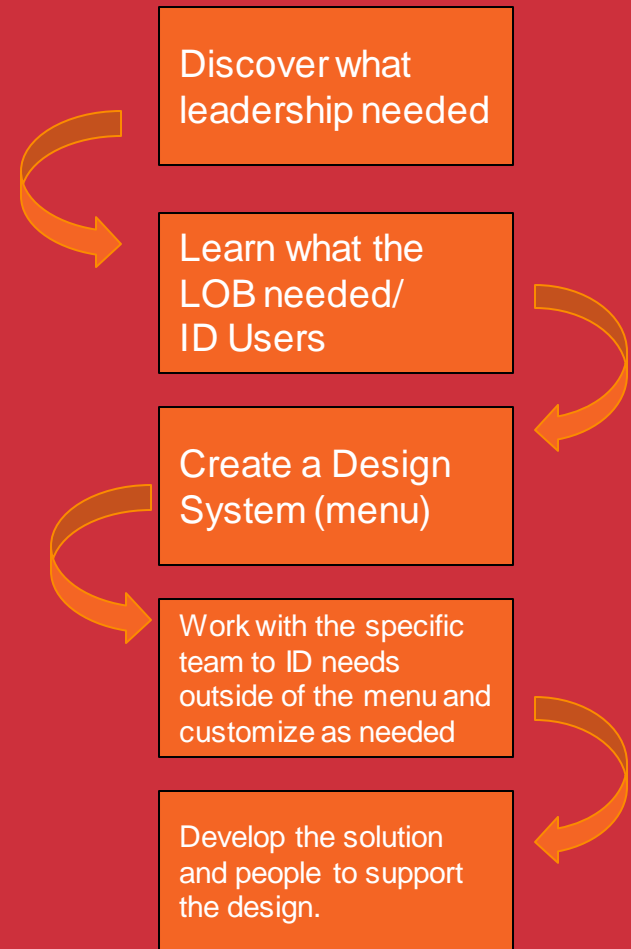 Discover what
leadership needed
Learn what the
LOB needed/
ID Users
Create a Design
System (menu)
Work with the specific
team to ID needs
outside of the menu and
customize as needed
Develop the solution
and people to support
the design.